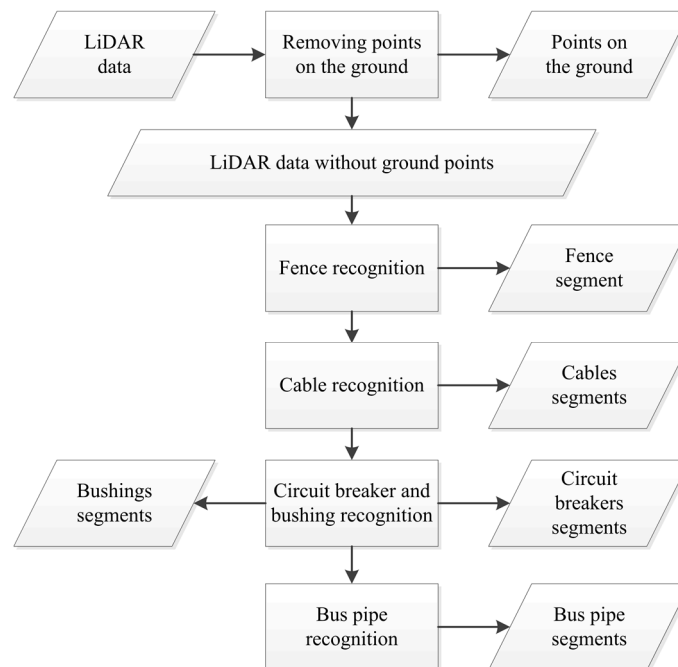 LiDAR
data
Removing points
on the ground
Points on
the ground
LiDAR data without ground points
Fence recognition
Fence
segment
Cable recognition
Cables
segments
Bushings
segments
Circuit breaker and
bushing recognition
Circuit
breakers
segments
Bus pipe
recognition
Bus pipe
segments